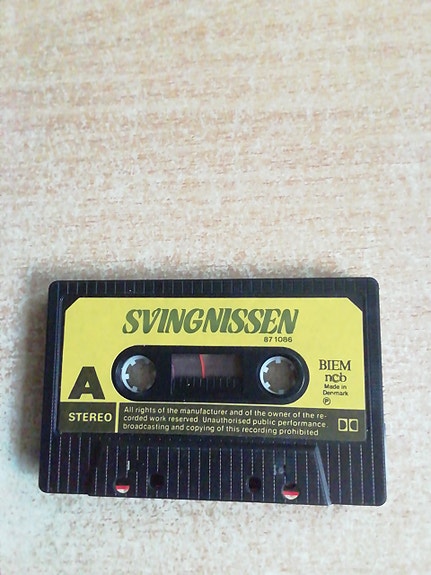 SVINGNISSEN
87 1086
A
BIEM
ncb
Made in
Denmark
Ⓟ
STEREO
All rights of the manufacturer and of the owner of the re-
corded work reserved Unauthorised public performance
broadcasting and copying of this recording prohibited